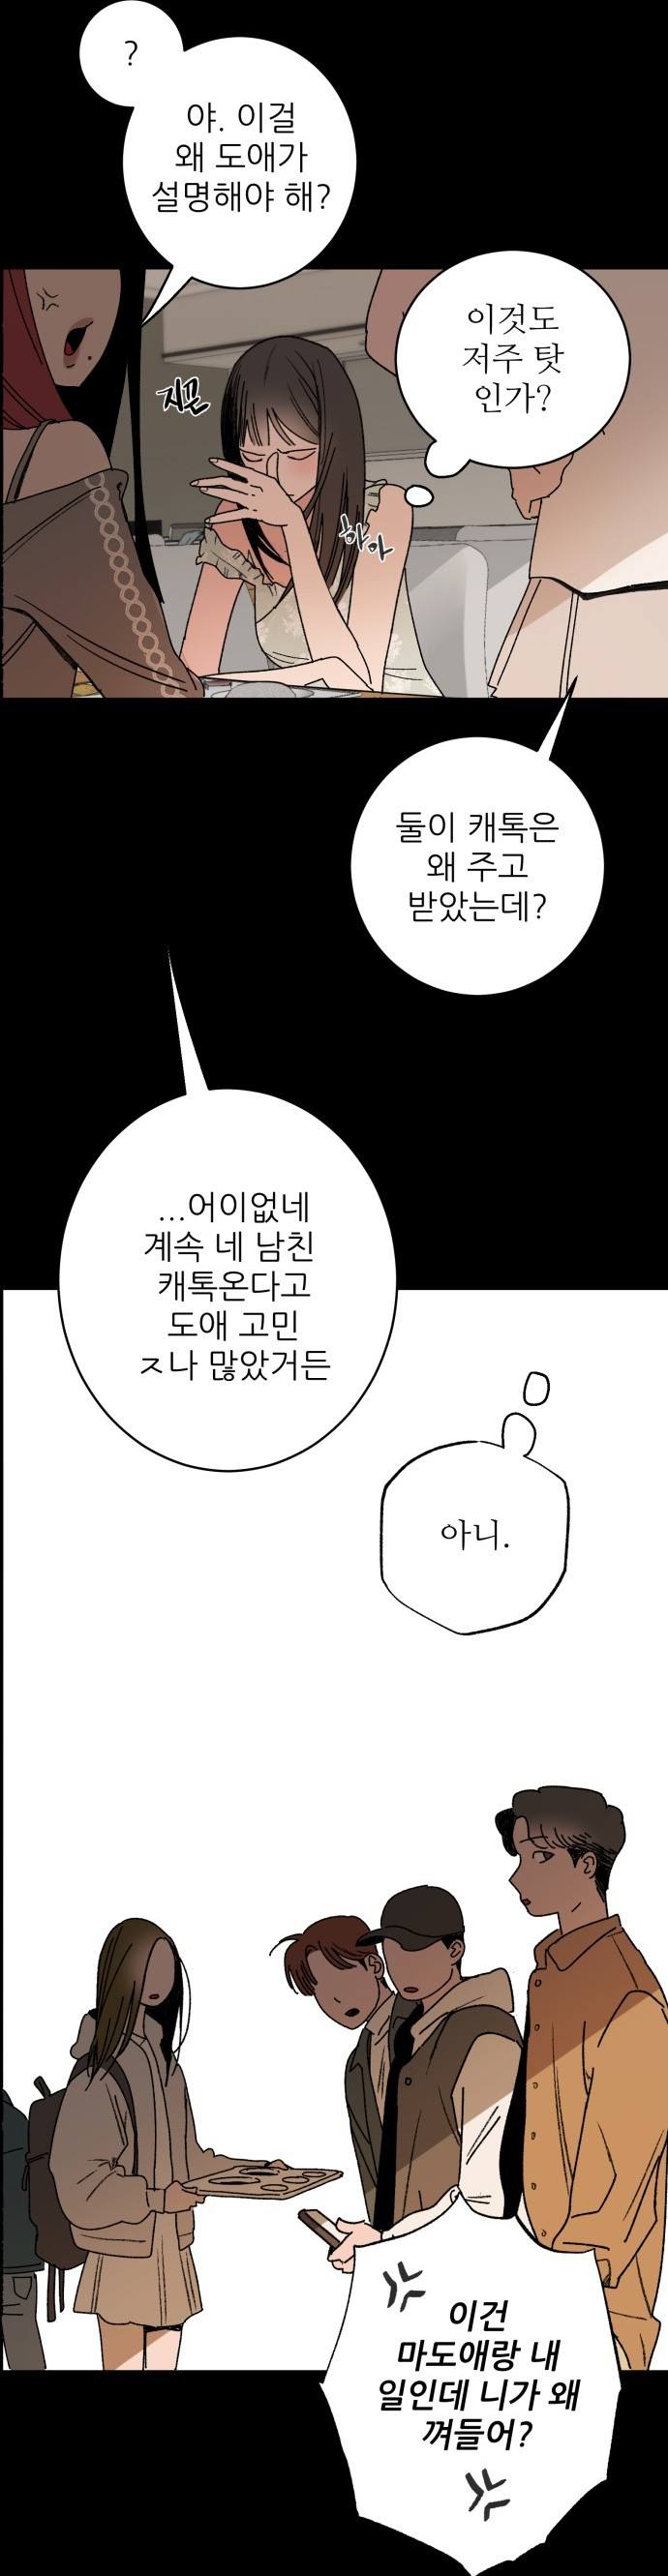 ?
야. 이걸
왜 도애가
설명해야 해?
이것도
저주 탓
인가?
지끈
하아
둘이 캐톡은
왜 주고
받았는데?
...어이없네
계속 네 남친
캐톡온다고
도애 고민
ㅈ나 많았거든
아니.
이건
마도애랑 내
일인데 니가 왜
껴들어?